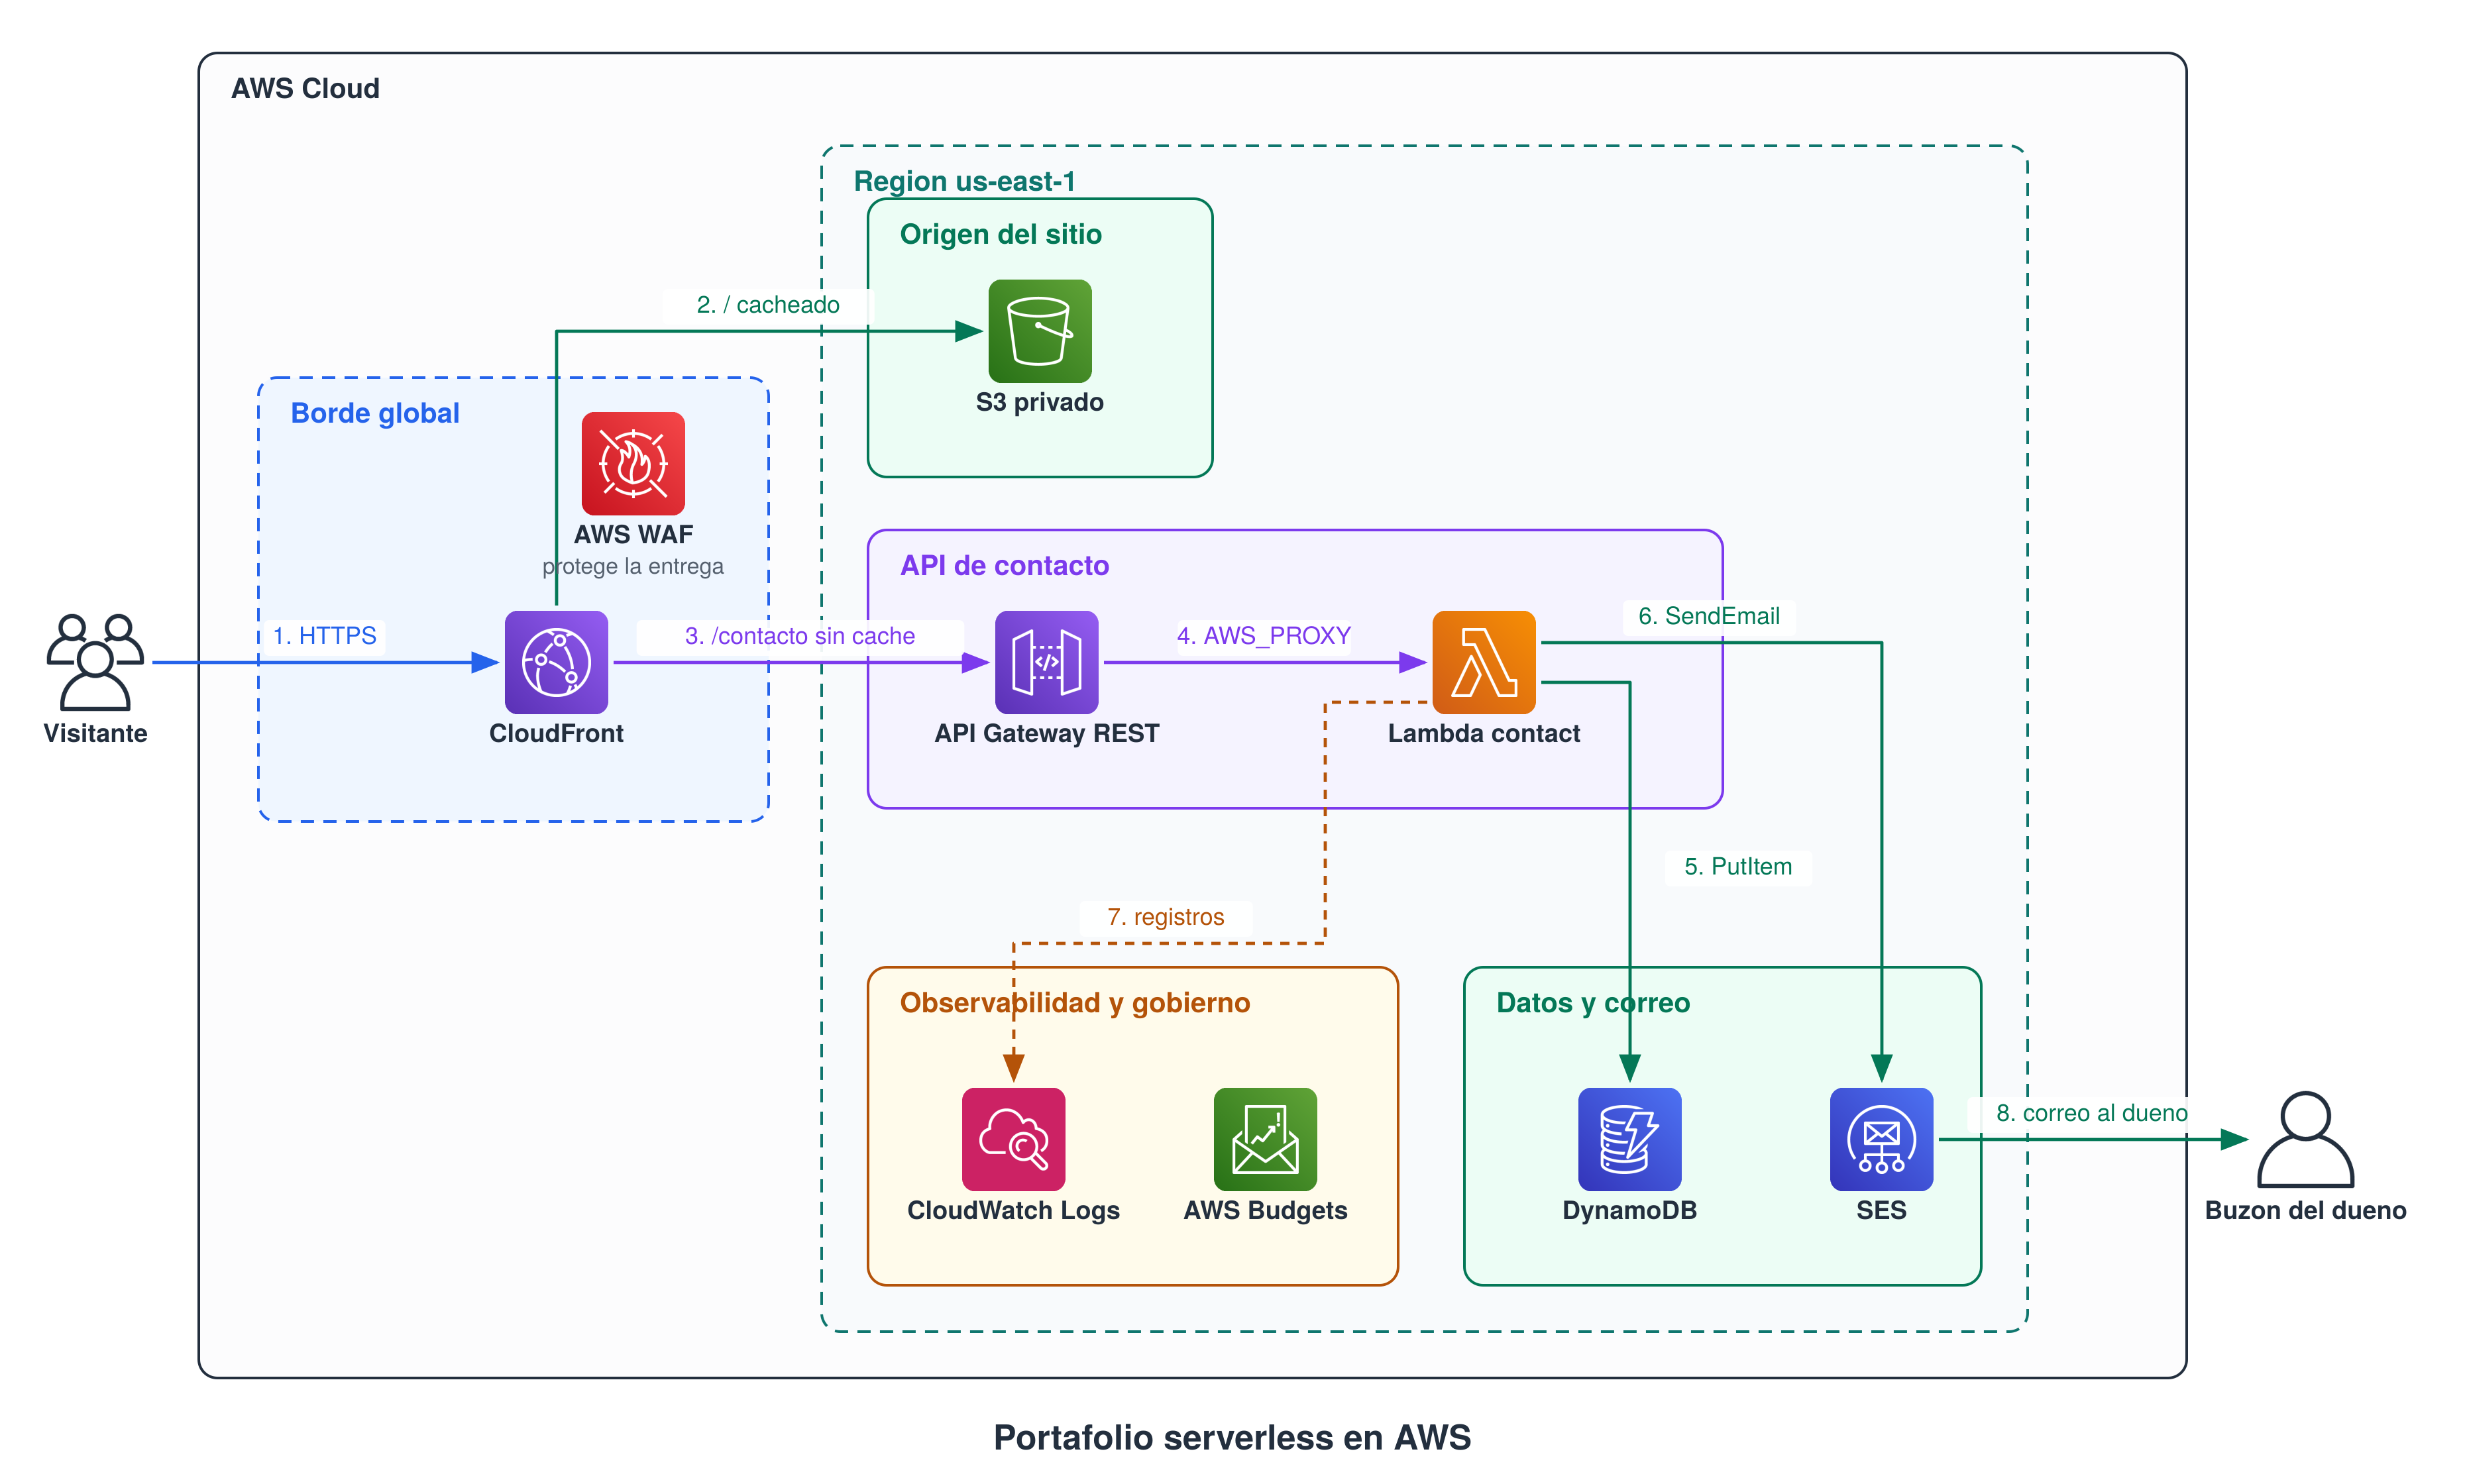 AWS Cloud
Region us-east-1
Origen del sitio
2. / cacheado
S3 privado
Borde global
AWS WAF
protege la entrega
API de contacto
1. HTTPS
3. /contacto sin cache
4. AWS_PROXY
6. SendEmail
Visitante
CloudFront
API Gateway REST
Lambda contact
5. PutItem
7. registros
Observabilidad y gobierno
Datos y correo
8. correo al dueno
CloudWatch Logs
AWS Budgets
DynamoDB
SES
Buzon del dueno
Portafolio serverless en AWS